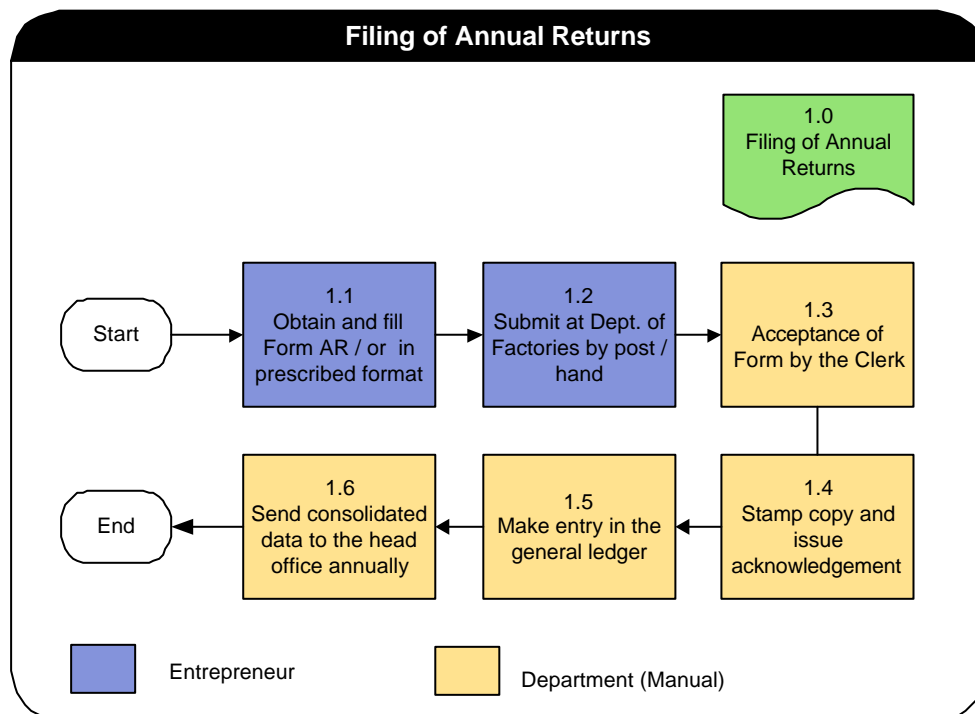 Filing of Annual Returns
1.0
Filing of Annual
Returns
Start
1.1
Obtain and fill
Form AR / or in
prescribed format
1.2
Submit at Dept. of
Factories by post /
hand
1.3
Acceptance of
Form by the Clerk
End
1.6
Send consolidated
data to the head
office annually
1.5
Make entry in the
general ledger
1.4
Stamp copy and
issue
acknowledgement
Entrepreneur
Department (Manual)